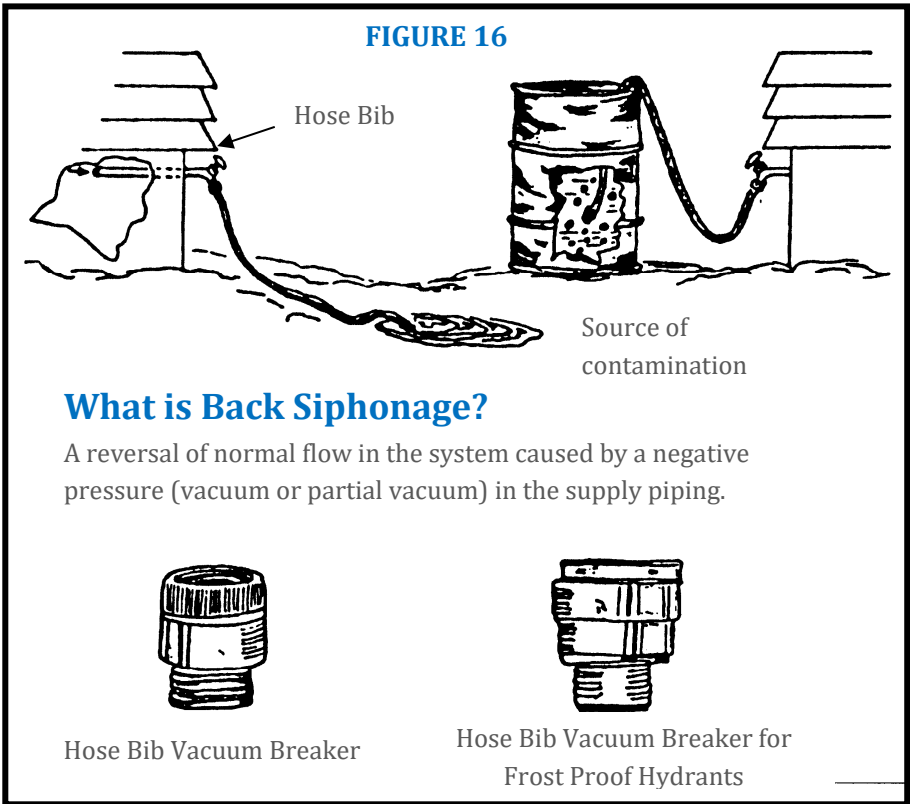 FIGURE 16
Hose Bib
Source of
contamination
What is Back Siphonage?
A reversal of normal flow in the system caused by a negative
pressure (vacuum or partial vacuum) in the supply piping.
Hose Bib Vacuum Breaker
Hose Bib Vacuum Breaker for
Frost Proof Hydrants